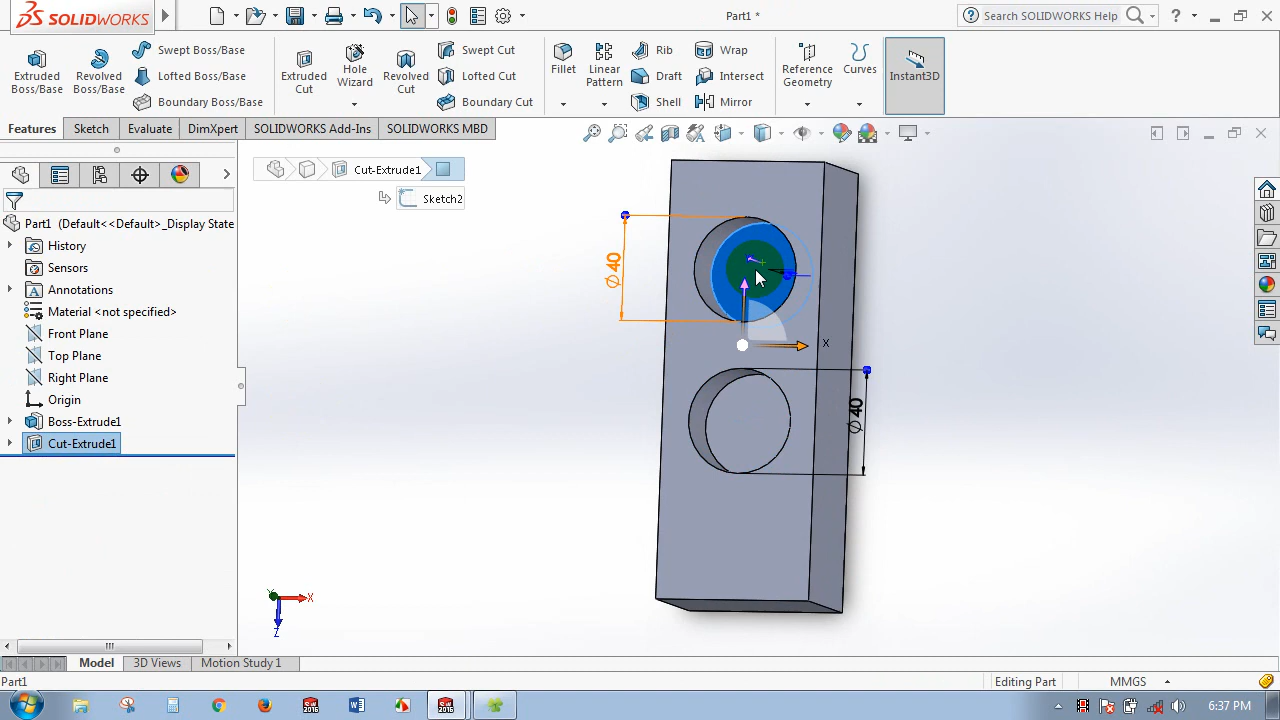 SOLIDWORKS
Part1 *
Search SOLIDWORKS Help
?
Extruded Boss/Base
Revolved Boss/Base
Swept Boss/Base
Lofted Boss/Base
Boundary Boss/Base
Extruded Cut
Hole Wizard
Revolved Cut
Swept Cut
Lofted Cut
Boundary Cut
Fillet
Linear Pattern
Rib
Draft
Shell
Wrap
Intersect
Mirror
Reference Geometry
Curves
Instant3D
Features
Sketch
Evaluate
DimXpert
SOLIDWORKS Add-Ins
SOLIDWORKS MBD
Cut-Extrude1
Sketch2
Part1 (Default<<Default>_Display State
History
Sensors
Annotations
Material <not specified>
Front Plane
Top Plane
Right Plane
Origin
Boss-Extrude1
Cut-Extrude1
∅ 40
X
∅ 40
Y
X
Z
Model
3D Views
Motion Study 1
Part1
Editing Part
MMGS
6:37 PM